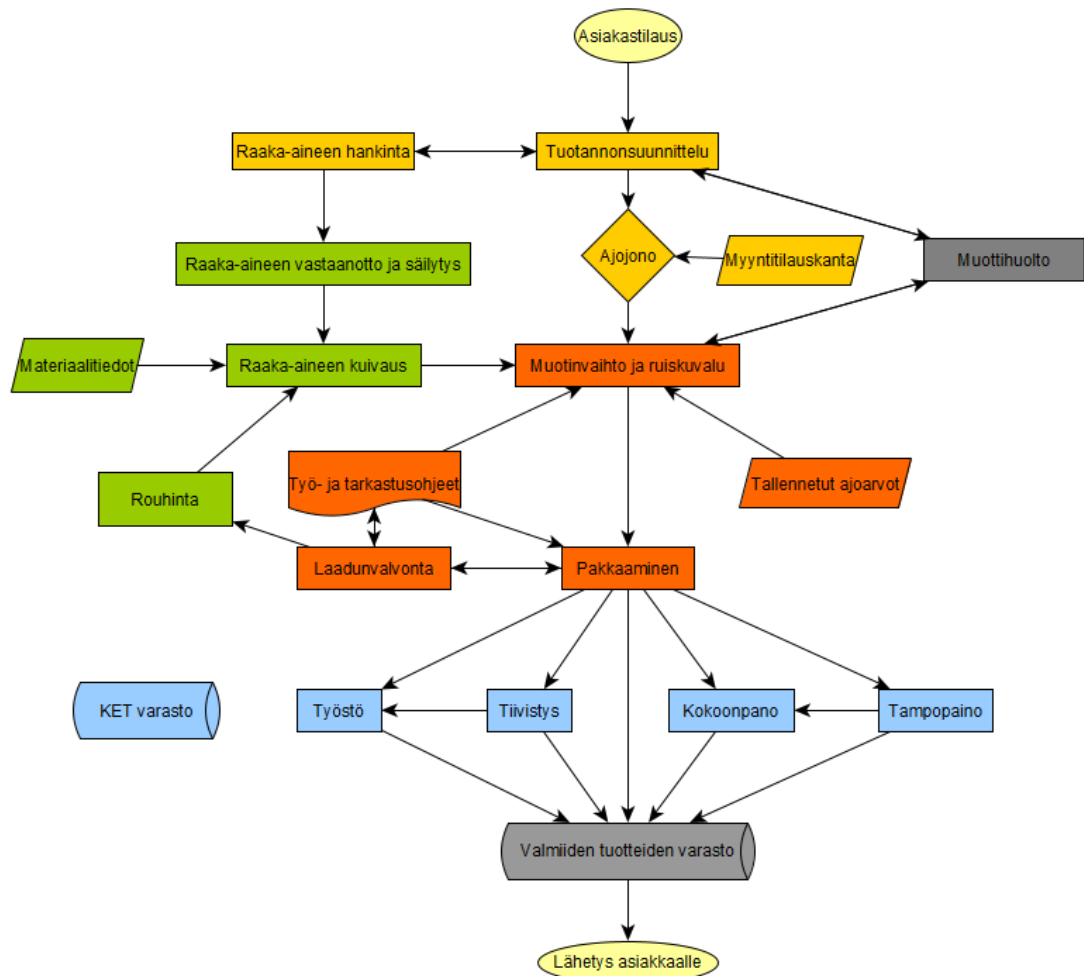 Asiakastilaus
Raaka-aineen hankinta
Tuotannonsuunnittelu
Raaka-aineen vastaanotto ja säilytys
Ajojono
Myyntitilauskanta
Muottihuolto
Materiaalitiedot
Raaka-aineen kuivaus
Muotinvaihto ja ruiskuvalu
Rouhinta
Työ- ja tarkastusohjeet
Tallennetut ajoarvot
Laadunvalvonta
Pakkaaminen
KET varasto
Työstö
Tiivistys
Kokoonpano
Tampopaino
Valmiiden tuotteiden varasto
Lähetys asiakkaalle